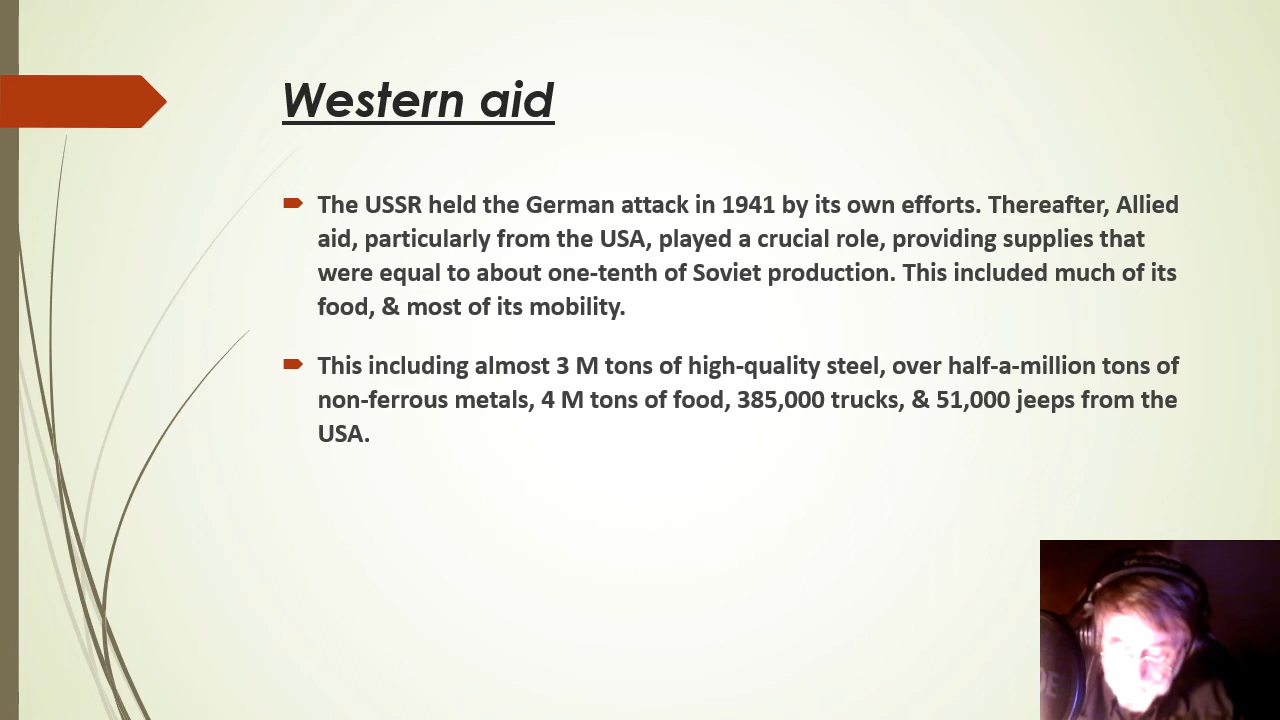 Western aid
The USSR held the German attack in 1941 by its own efforts. Thereafter, Allied
aid, particularly from the USA, played a crucial role, providing supplies that
were equal to about one-tenth of Soviet production. This included much of its
food, & most of its mobility.
This including almost 3 M tons of high-quality steel, over half-a-million tons of
non-ferrous metals, 4 M tons of food, 385,000 trucks, & 51,000 jeeps from the
USA.